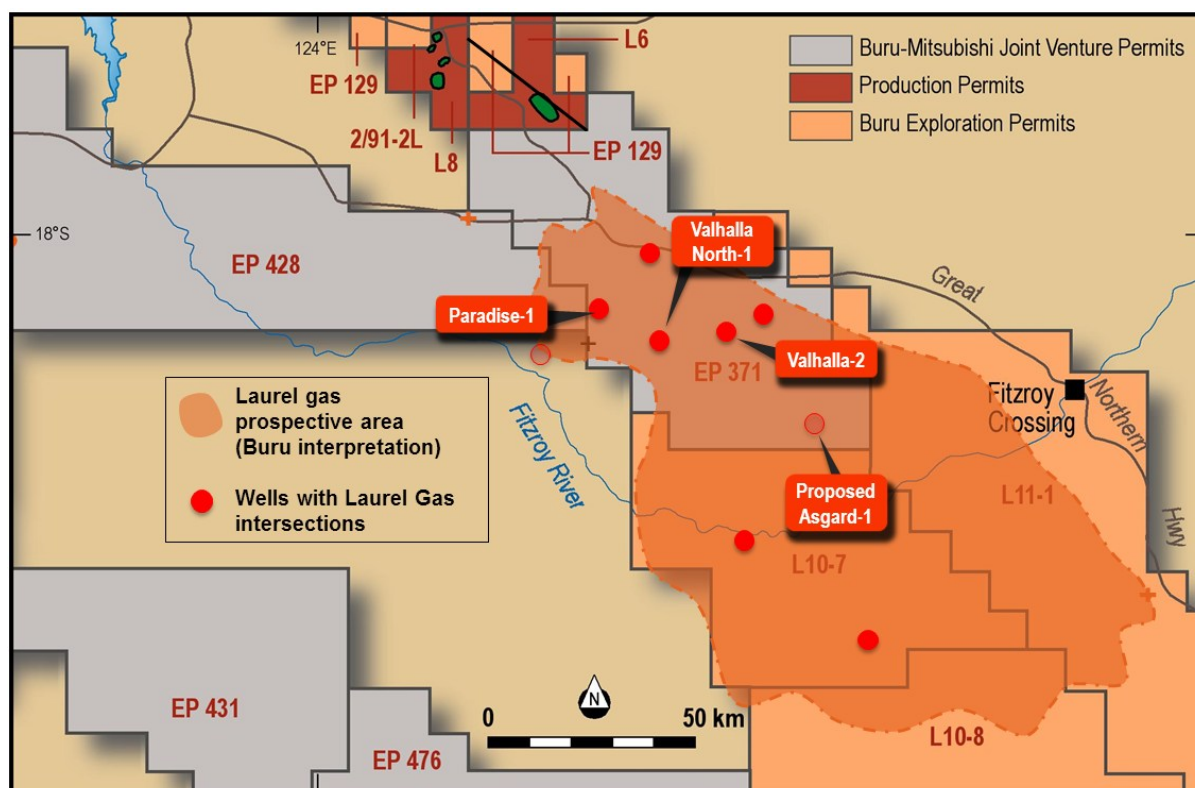 124°E
L6
Buru-Mitsubishi Joint Venture Permits
EP 129
Production Permits
2/91-2L
Buru Exploration Permits
L8
EP 129
18°S
Valhalla
North-1
EP 428
Great
Paradise-1
Valhalla-2
EP 371
Fitzroy
Crossing
Northern
Laurel gas
prospective area
(Buru interpretation)
Fitzroy River
Wells with Laurel Gas
intersections
Proposed
Asgard-1
L11-1
Hwy
L10-7
N
0 50 km
EP 431
EP 476
L10-8